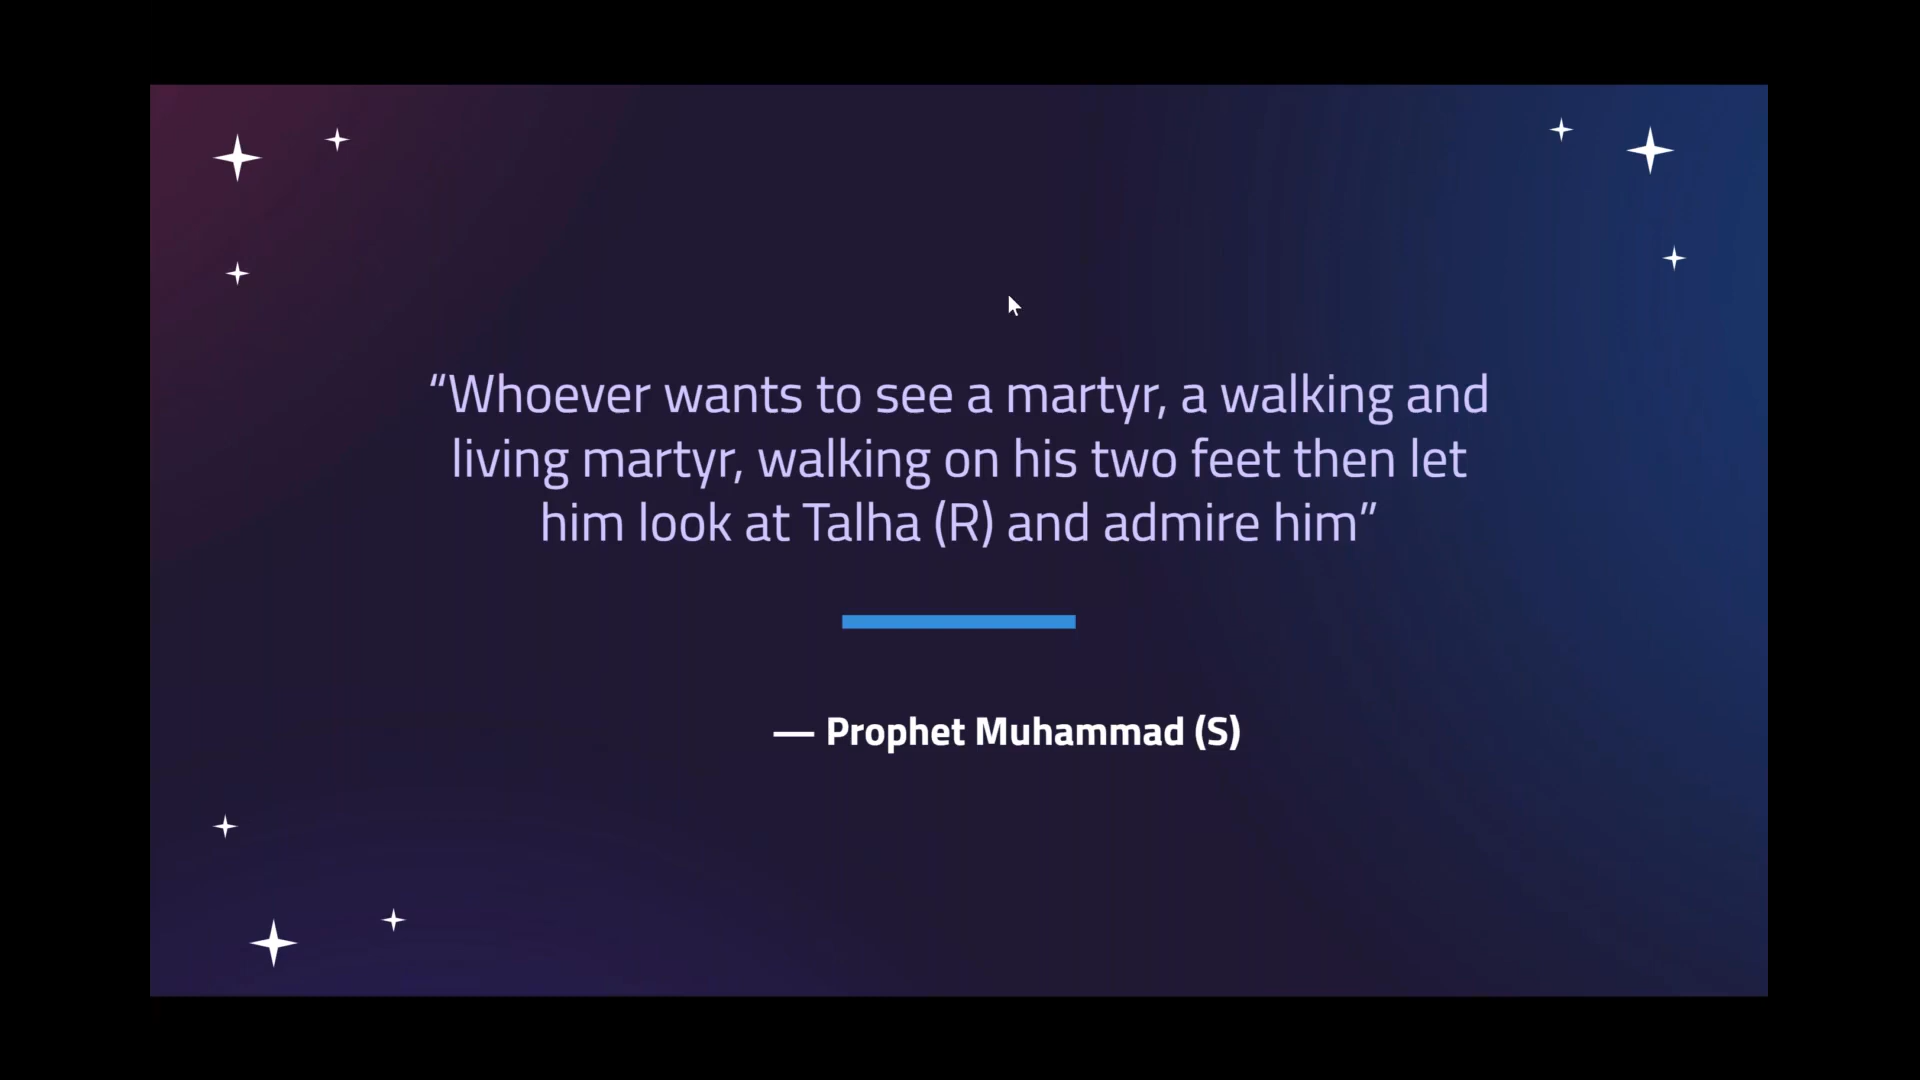 “Whoever wants to see a martyr, a walking and
living martyr, walking on his two feet then let
him look at Talha (R) and admire him”
— Prophet Muhammad (S)